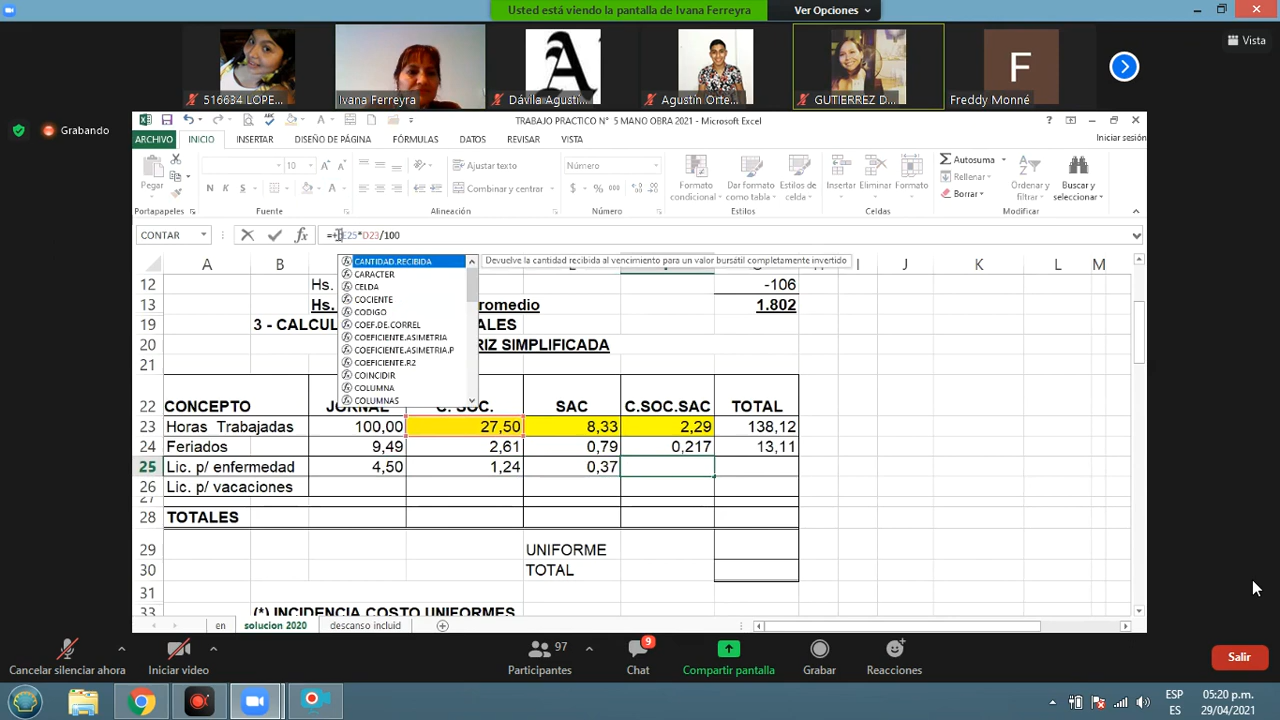 Usted está viendo la pantalla de Ivana Ferreyra
Ver Opciones
Vista
516634 LOPE...
Ivana Ferreyra
Dávila Agustí...
Agustín Orte...
GUTIERREZ D...
F
Freddy Monné
Grabando
TRABAJO PRACTICO N° 5 MANO OBRA 2021 - Microsoft Excel
ARCHIVO INICIO INSERTAR DISEÑO DE PÁGINA FÓRMULAS DATOS REVISAR VISTA
Iniciar sesión
Pegar
10
N K S
Ajustar texto
Combinar y centrar
Número
$ % 000
Formato condicional
Dar formato como tabla
Estilos de celda
Insertar Eliminar Formato
Autosuma
Rellenar
Borrar
Ordenar y filtrar
Buscar y seleccionar
Portapapeles Fuente Alineación Número Estilos Celdas Modificar
CONTAR
E25*D23/100
CANTIDAD.RECIBIDA
Devuelve la cantidad recibida al vencimiento para un valor bursátil completamente invertido
CARACTER
CELDA
COCIENTE
CODIGO
COEF.DE.CORREL
COEFICIENTE.ASIMETRIA
COEFICIENTE.ASIMETRIA.P
COEFICIENTE.R2
COINCIDIR
COLUMNA
COLUMNAS
A B H I J K L M
12 Hs. -106
13 Hs. romedio 1.802
19 3 - CALCU ALES
20 RIZ SIMPLIFICADA
21
22 CONCEPTO JORNAL C. SOC. SAC C.SOC.SAC TOTAL
23 Horas Trabajadas 100,00 27,50 8,33 2,29 138,12
24 Feriados 9,49 2,61 0,79 0,217 13,11
25 Lic. p/ enfermedad 4,50 1,24 0,37
26 Lic. p/ vacaciones
27
28 TOTALES
29 UNIFORME
30 TOTAL
31
33 (*) INCIDENCIA COSTO UNIFORMES
en solucion 2020 descanso incluid
Cancelar silenciar ahora
Iniciar video
97
Participantes
9
Chat
Compartir pantalla
Grabar
Reacciones
Salir
ESP
ES
05:20 p.m.
29/04/2021